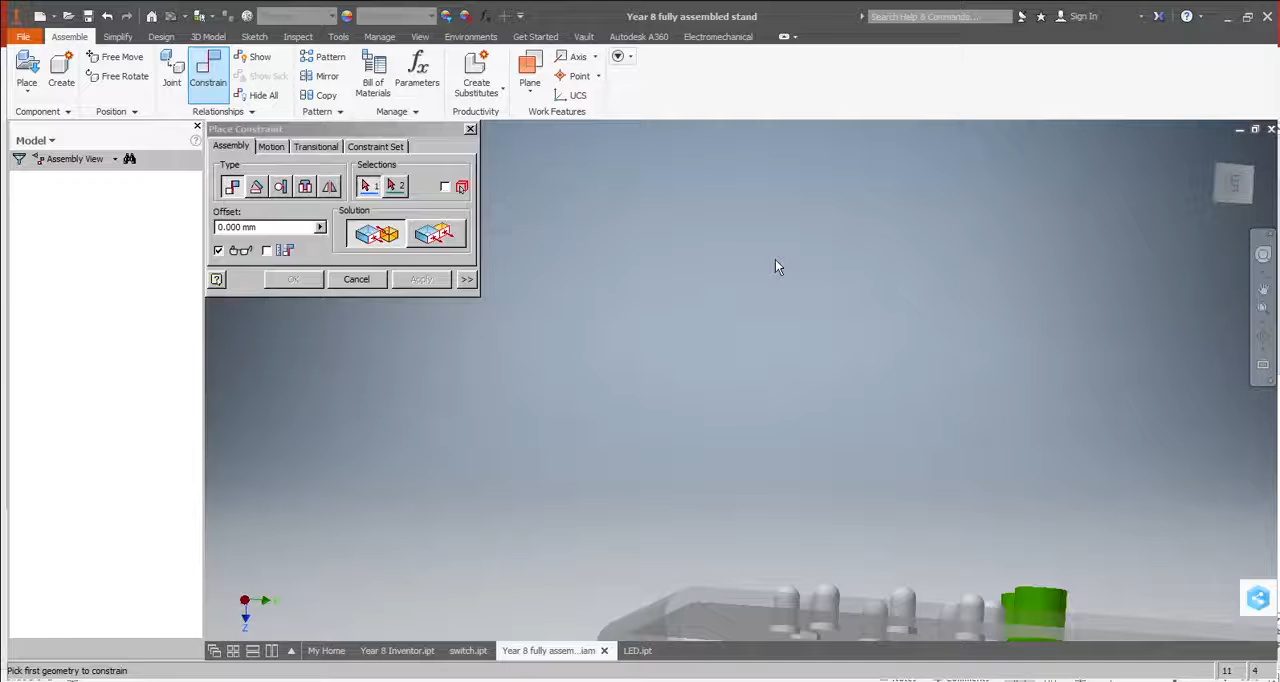 Year 8 fully assembled stand
Search Help & Commands...
Sign In
File Assemble Simplify Design 3D Model Sketch Inspect Tools Manage View Environments Get Started Vault Autodesk A360 Electromechanical
Place
Create
Free Move
Free Rotate
Joint
Constrain
Show
Show Sick
Hide All
Pattern
Mirror
Copy
Bill of
Materials
Parameters
Create
Substitutes
Plane
Axis
Point
UCS
Component Position Relationships Pattern Manage Productivity Work Features
Model
Assembly View
Place Constraint
Assembly Motion Transitional Constraint Set
Type
Selections
1
2
Offset:
0.000 mm
Solution
OK Cancel Apply >>
Z
My Home Year 8 Inventor.ipt switch.ipt Year 8 fully assem...iam LED.ipt
Pick first geometry to constrain
11 4